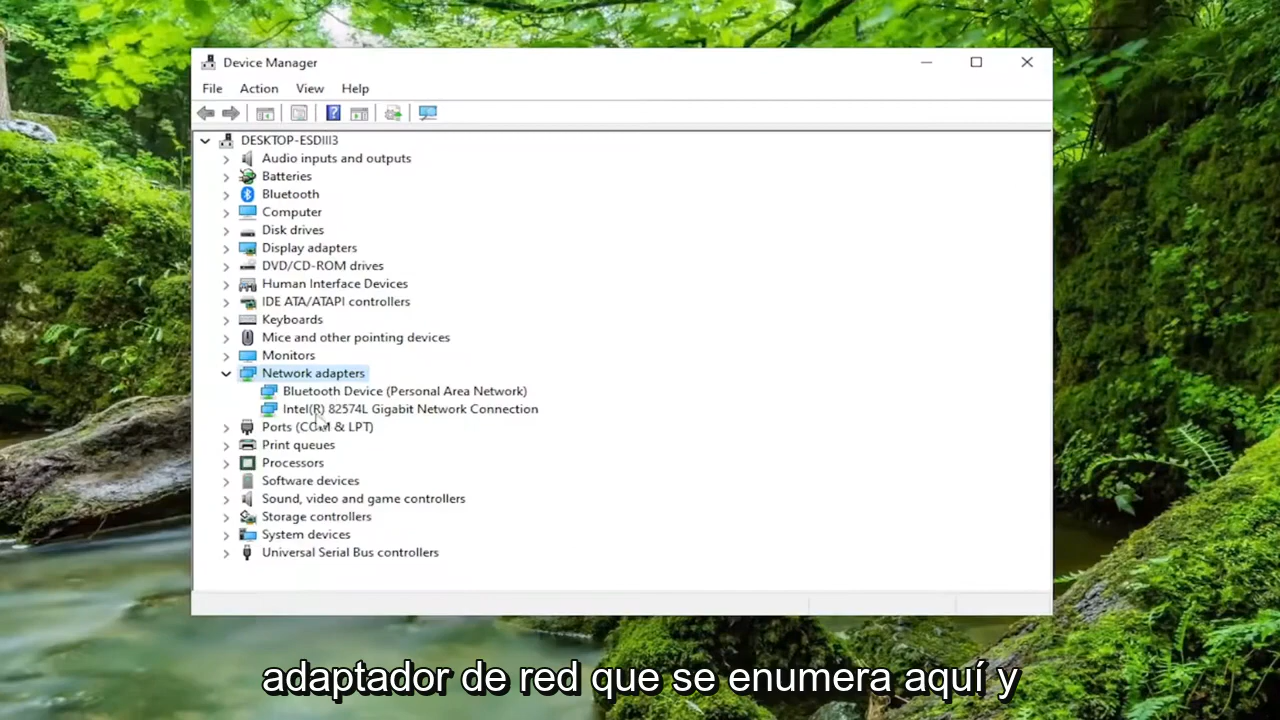 Device Manager
File Action View Help
DESKTOP-ESDIII3
Audio inputs and outputs
Batteries
Bluetooth
Computer
Disk drives
Display adapters
DVD/CD-ROM drives
Human Interface Devices
IDE ATA/ATAPI controllers
Keyboards
Mice and other pointing devices
Monitors
Network adapters
Bluetooth Device (Personal Area Network)
Intel(R) 82574L Gigabit Network Connection
Ports (COM & LPT)
Print queues
Processors
Software devices
Sound, video and game controllers
Storage controllers
System devices
Universal Serial Bus controllers
adaptador de red que se enumera aquí y